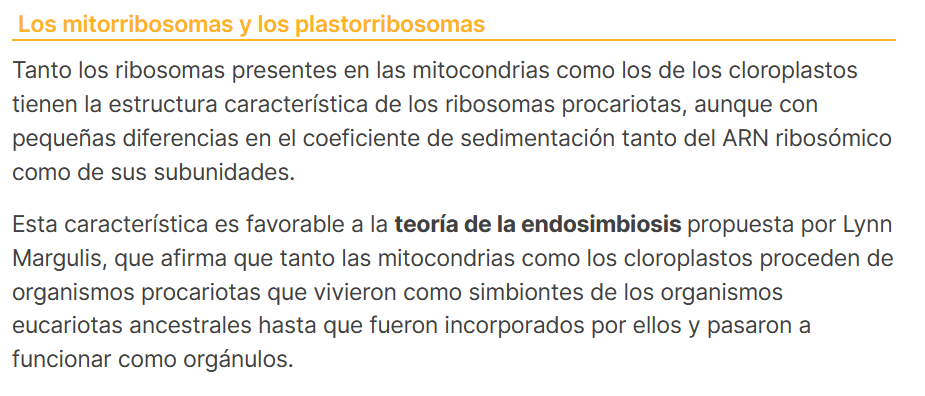 Los mitorribosomas y los plastorribosomas
Tanto los ribosomas presentes en las mitocondrias como los de los cloroplastos
tienen la estructura característica de los ribosomas procariotas, aunque con
pequeñas diferencias en el coeficiente de sedimentación tanto del ARN ribosómico
como de sus subunidades.
Esta característica es favorable a la teoría de la endosimbiosis propuesta por Lynn
Margulis, que afirma que tanto las mitocondrias como los cloroplastos proceden de
organismos procariotas que vivieron como simbiontes de los organismos
eucariotas ancestrales hasta que fueron incorporados por ellos y pasaron a
funcionar como orgánulos.